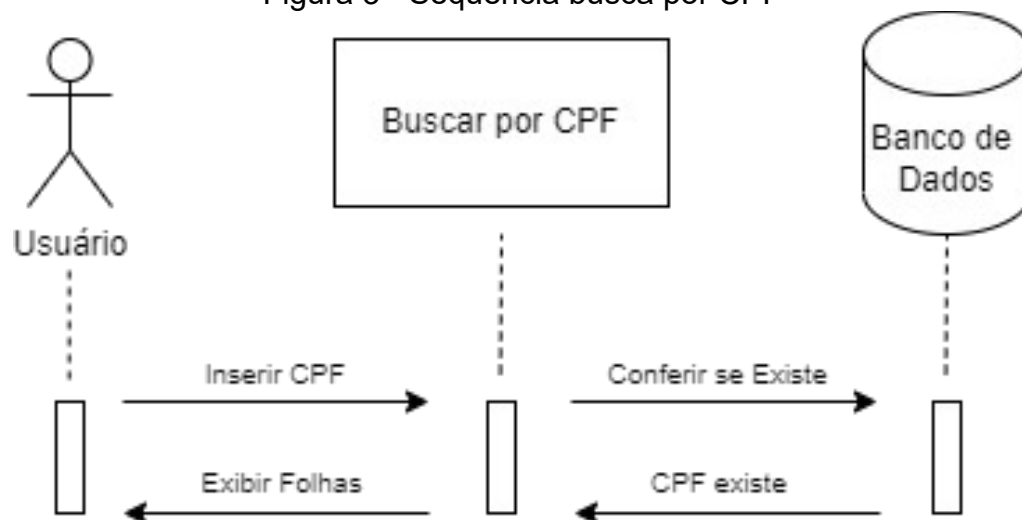 Buscar por CPF
Banco de
Dados
Usuário
Inserir CPF
Conferir se Existe
Exibir Folhas
CPF existe